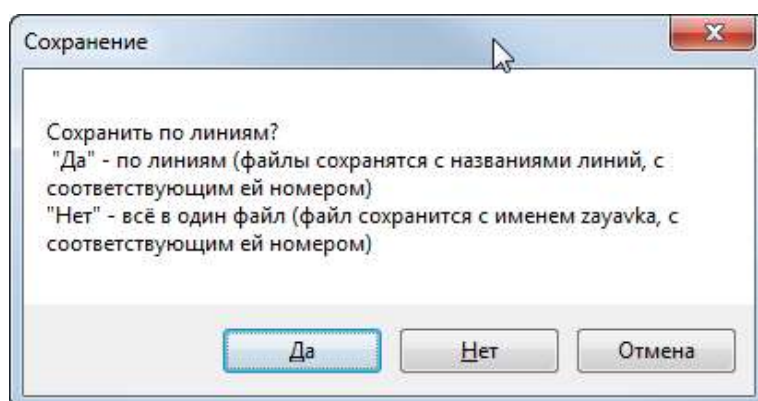 Сохранение
Сохранить по линиям?
"Да" - по линиям (файлы сохранятся с названиями линий, с
соответствующим ей номером)
"Нет" - всё в один файл (файл сохранится с именем zayavka, с
соответствующим ей номером)
Да
Нет
Отмена